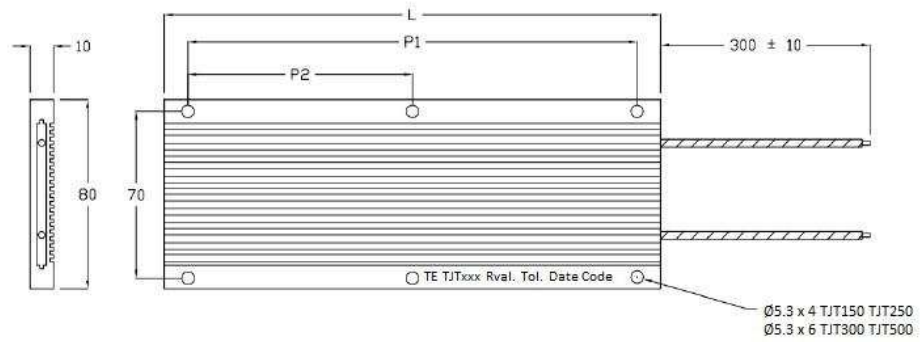 L
10
P1
300 ± 10
P2
80
70
TE TJTxxx Rval. Tol. Date Code
Ø5.3 x 4 TJT150 TJT250
Ø5.3 x 6 TJT300 TJT500